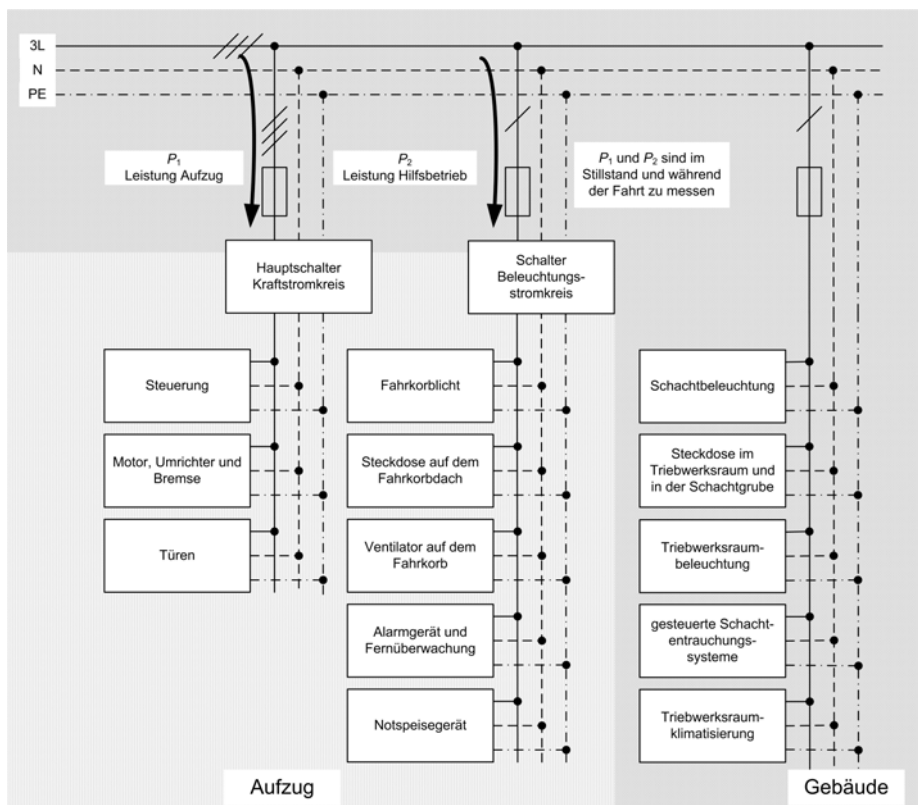 3L
N
PE
P1
Leistung Aufzug
P2
Leistung Hilfsbetrieb
P1 und P2 sind im
Stillstand und während
der Fahrt zu messen
Hauptschalter
Kraftstromkreis
Schalter
Beleuchtungs-
stromkreis
Steuerung
Motor, Umrichter und
Bremse
Türen
Fahrkorblicht
Steckdose auf dem
Fahrkorbdach
Ventilator auf dem
Fahrkorb
Alarmgerät und
Fernüberwachung
Notspeisegerät
Schachtbeleuchtung
Steckdose im
Triebwerksraum und
in der Schachtgrube
Triebwerksraum-
beleuchtung
gesteuerte Schacht-
entrauchungs-
systeme
Triebwerksraum-
klimatisierung
Aufzug
Gebäude